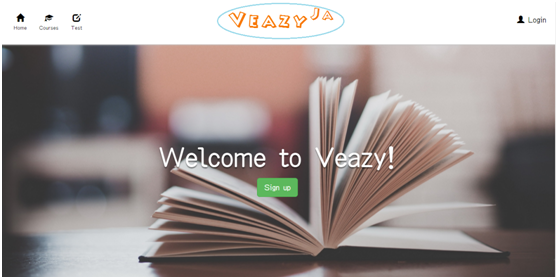 Home Courses Test
VEAZY JA
Login
Welcome to Veazy!
Sign up